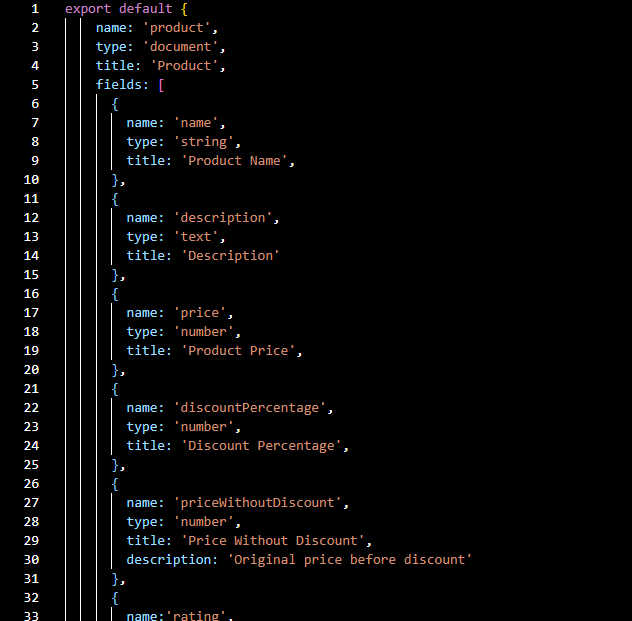 1 export default {
2 name: 'product',
3 type: 'document',
4 title: 'Product',
5 fields: [
6 {
7 name: 'name',
8 type: 'string',
9 title: 'Product Name',
10 },
11 {
12 name: 'description',
13 type: 'text',
14 title: 'Description'
15 },
16 {
17 name: 'price',
18 type: 'number',
19 title: 'Product Price',
20 },
21 {
22 name: 'discountPercentage',
23 type: 'number',
24 title: 'Discount Percentage',
25 },
26 {
27 name: 'priceWithoutDiscount',
28 type: 'number',
29 title: 'Price Without Discount',
30 description: 'Original price before discount'
31 },
32 {
33 name:'rating',